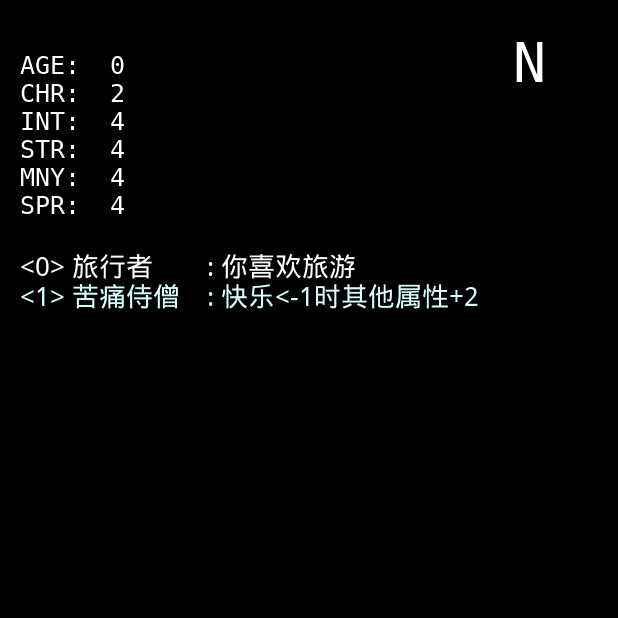 N
AGE: 0
CHR: 2
INT: 4
STR: 4
MNY: 4
SPR: 4
<0> 旅行者 : 你喜欢旅游
<1> 苦痛侍僧 : 快乐<-1时其他属性+2